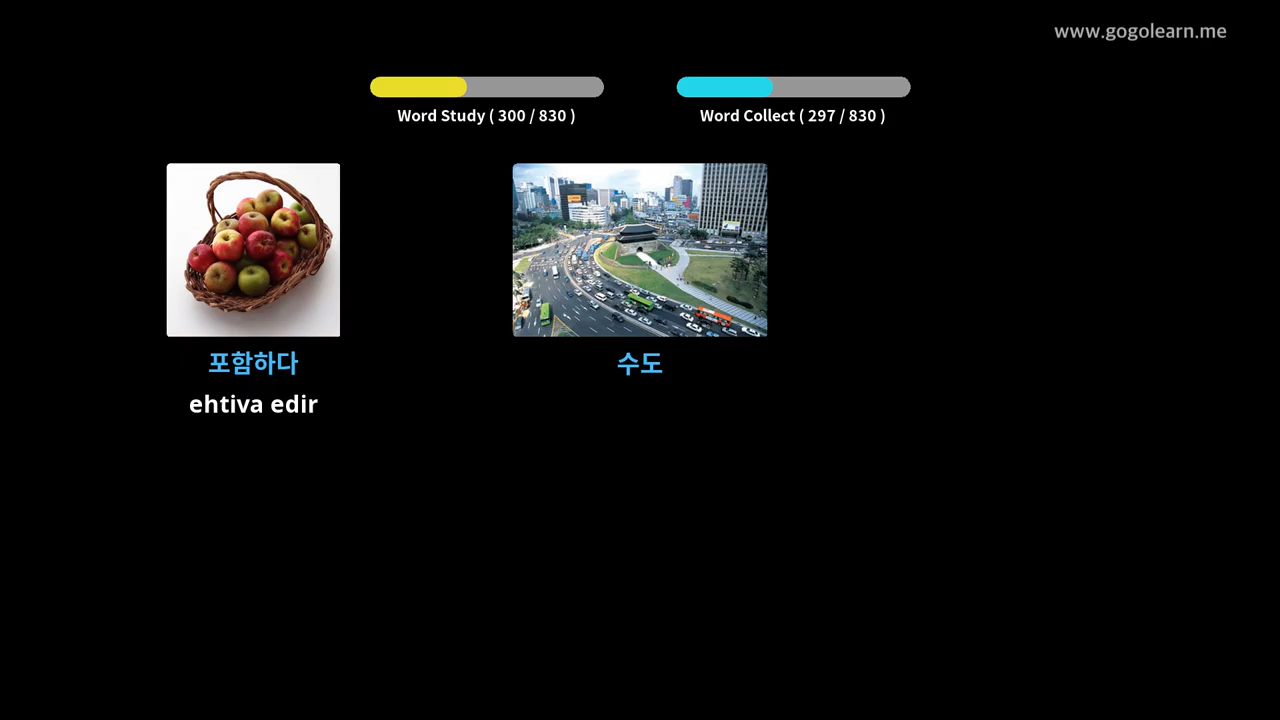 www.gogolearn.me
Word Study ( 300 / 830 )
Word Collect ( 297 / 830 )
포함하다
수도
ehtiva edir